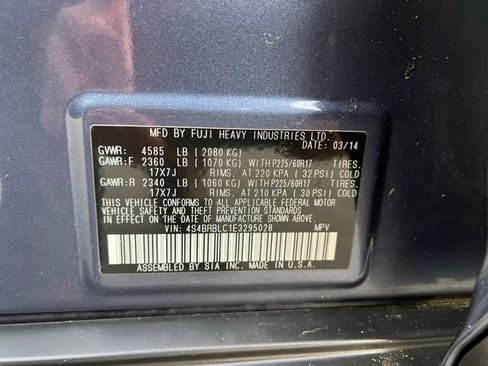 MFD BY FUJI HEAVY INDUSTRIES LTD.
DATE: 03/14
GVWR: 4585 LB ( 2080 KG)
GAWR:F 2360 LB ( 1070 KG) WITH P225/60R17 TIRES.
17X7J RIMS. AT 220 KPA ( 32 PSI) COLD
GAWR:R 2340 LB ( 1060 KG) WITH P225/60R17 TIRES.
17X7J RIMS. AT 210 KPA ( 30 PSI) COLD
THIS VEHICLE CONFORMS TO ALL APPLICABLE FEDERAL MOTOR
VEHICLE SAFETY AND THEFT PREVENTION STANDARDS
IN EFFECT ON THE DATE OF MANUFACTURE SHOWN ABOVE.
VIN: 4S4BRBLC1E3295028 MPV
ASSEMBLED BY SIA INC. MADE IN U.S.A.